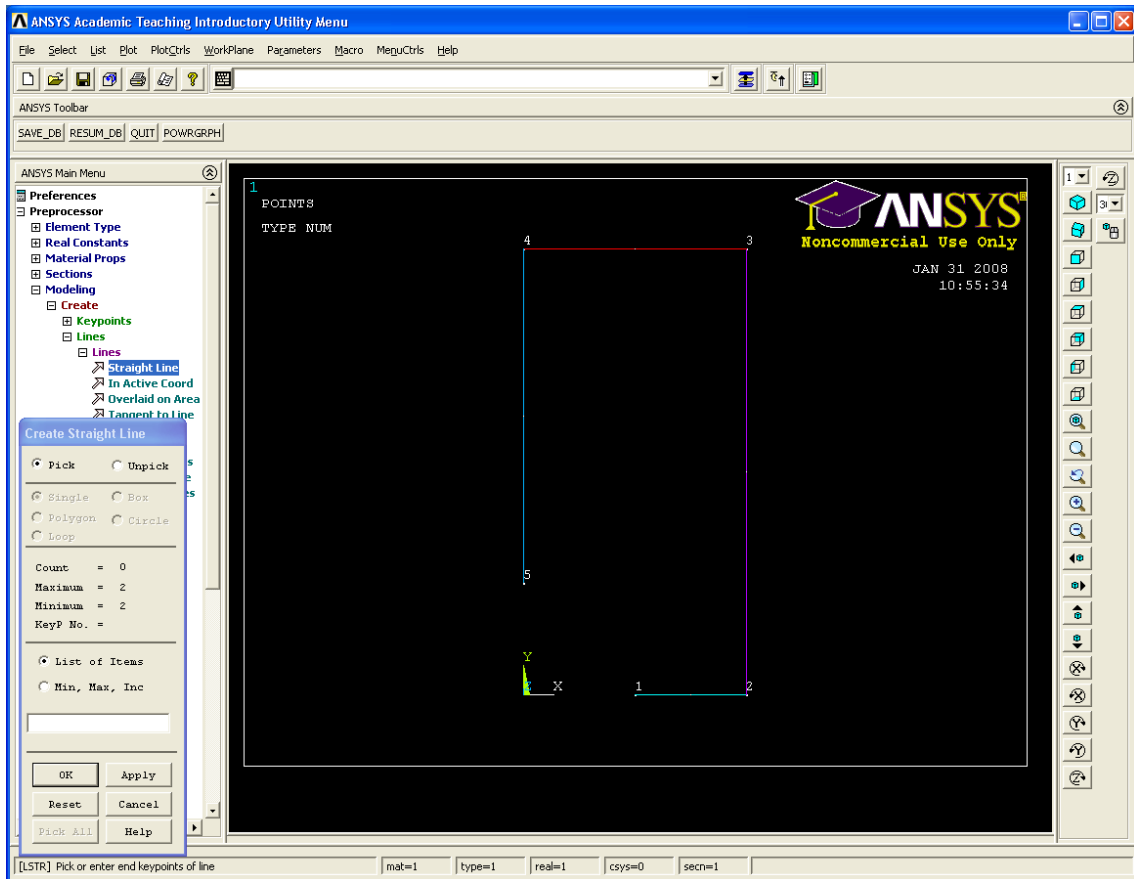 ANSYS Academic Teaching Introductory Utility Menu
File Select List Plot PlotCtrls WorkPlane Parameters Macro MenuCtrls Help
ANSYS Toolbar
SAVE_DB RESUM_DB QUIT POWRGRPH
ANSYS Main Menu
Preferences
Preprocessor
Element Type
Real Constants
Material Props
Sections
Modeling
Create
Keypoints
Lines
Lines
Straight Line
In Active Coord
Overlaid on Area
Tangent to Line
Create Straight Line
Pick Unpick
Single Box
Polygon Circle
Loop
Count = 0
Maximum = 2
Minimum = 2
KeyP No. =
List of Items
Min, Max, Inc
OK Apply
Reset Cancel
Pick All Help
1
POINTS
TYPE NUM
ANSYS
Noncommercial Use Only
JAN 31 2008
10:55:34
4
3
5
Y
X
1
2
1
[LSTR] Pick or enter end keypoints of line
mat=1 type=1 real=1 csys=0 secn=1